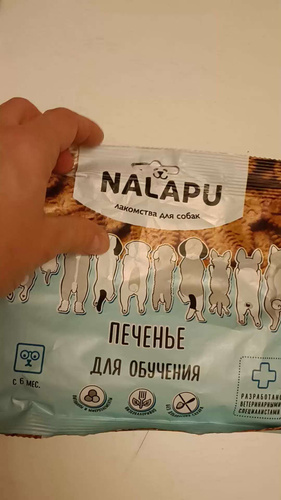 NALAPU
лакомства для собак
ПЕЧЕНЬЕ
ДЛЯ ОБУЧЕНИЯ
С 6 МЕС.
РАЗРАБОТАНО
ВЕТЕРИНАРНЫМИ
СПЕЦИАЛИСТАМИ